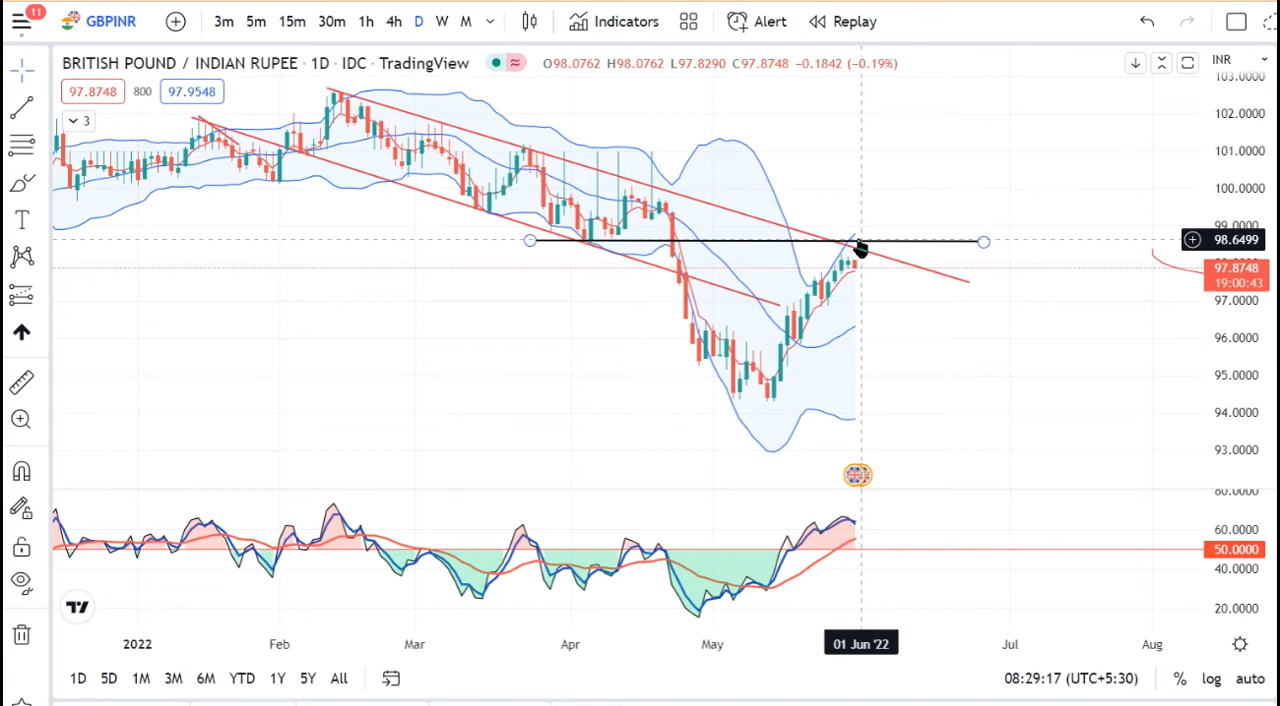 11
GBPINR
3m 5m 15m 30m 1h 4h D W M
Indicators
Alert
Replay
BRITISH POUND / INDIAN RUPEE · 1D · IDC · TradingView
O98.0762 H98.0762 L97.8290 C97.8748 −0.1842 (−0.19%)
INR
97.8748 800 97.9548
3
103.0000
102.0000
101.0000
100.0000
99.0000
98.6499
97.8748
19:00:43
97.0000
96.0000
95.0000
94.0000
93.0000
80.0000
60.0000
50.0000
40.0000
20.0000
2022 Feb Mar Apr May 01 Jun '22 Jul Aug
1D 5D 1M 3M 6M YTD 1Y 5Y All
08:29:17 (UTC+5:30) % log auto